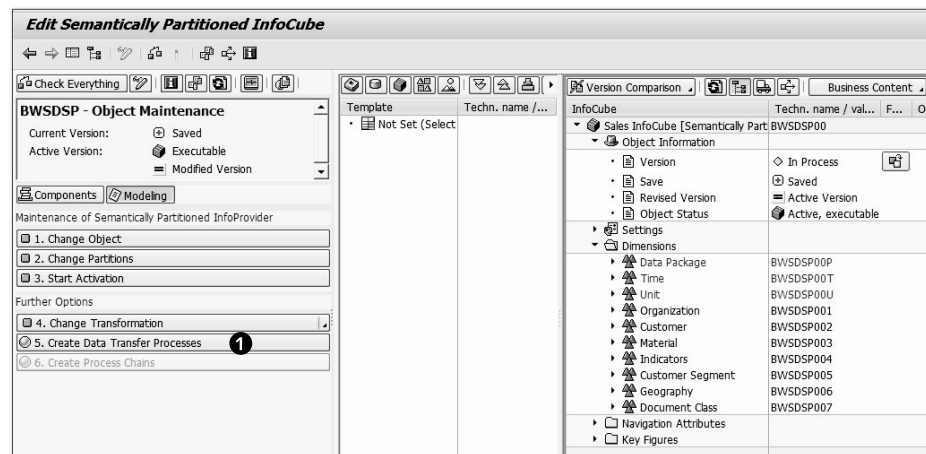 Edit Semantically Partitioned InfoCube
Check Everything
BWSDSP - Object Maintenance
Current Version: Saved
Active Version: Executable
Modified Version
Components Modeling
Maintenance of Semantically Partitioned InfoProvider
1. Change Object
2. Change Partitions
3. Start Activation
Further Options
4. Change Transformation
5. Create Data Transfer Processes 1
6. Create Process Chains
Template Techn. name /...
Not Set (Select
Version Comparison Business Content
InfoCube Techn. name / val... F... O
Sales InfoCube [Semantically Part BWSDSP00
Object Information
Version In Process
Save Saved
Revised Version Active Version
Object Status Active, executable
Settings
Dimensions
Data Package BWSDSP00P
Time BWSDSP00T
Unit BWSDSP00U
Organization BWSDSP001
Customer BWSDSP002
Material BWSDSP003
Indicators BWSDSP004
Customer Segment BWSDSP005
Geography BWSDSP006
Document Class BWSDSP007
Navigation Attributes
Key Figures